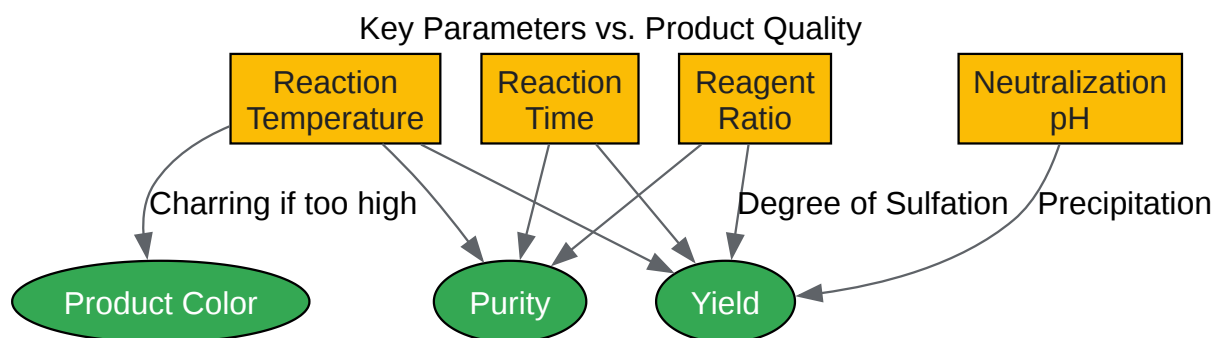 Key Parameters vs. Product Quality
Reaction
Temperature
Reaction
Time
Reagent
Ratio
Neutralization
pH
Charring if too high
Degree of Sulfation
Precipitation
Product Color
Purity
Yield